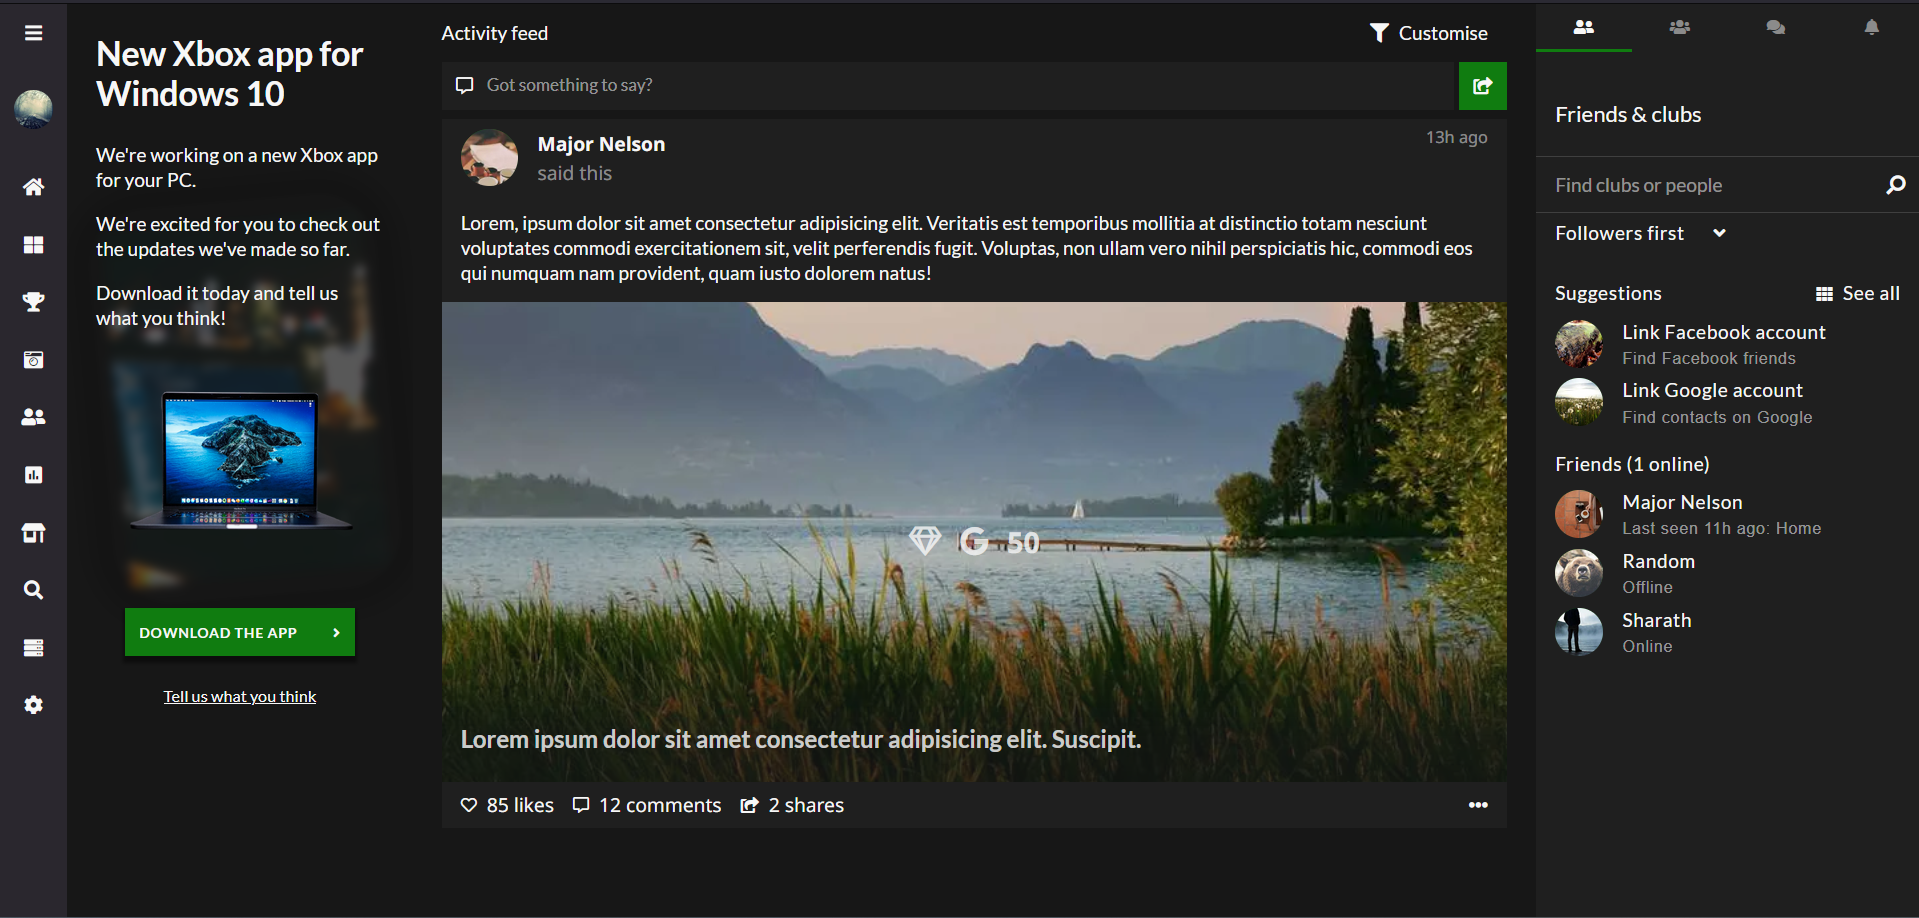 New Xbox app for
Windows 10
We're working on a new Xbox app
for your PC.
We're excited for you to check out
the updates we've made so far.
Download it today and tell us
what you think!
DOWNLOAD THE APP
Tell us what you think
Activity feed
Customise
Got something to say?
Major Nelson
13h ago
said this
Lorem, ipsum dolor sit amet consectetur adipisicing elit. Veritatis est temporibus mollitia at distinctio totam nesciunt
voluptates commodi exercitationem sit, velit perferendis fugit. Voluptas, non ullam vero nihil perspiciatis hic, commodi eos
qui numquam nam provident, quam iusto dolorem natus!
G 50
Lorem ipsum dolor sit amet consectetur adipisicing elit. Suscipit.
85 likes 12 comments 2 shares
Friends & clubs
Find clubs or people
Followers first
Suggestions
See all
Link Facebook account
Find Facebook friends
Link Google account
Find contacts on Google
Friends (1 online)
Major Nelson
Last seen 11h ago: Home
Random
Offline
Sharath
Online